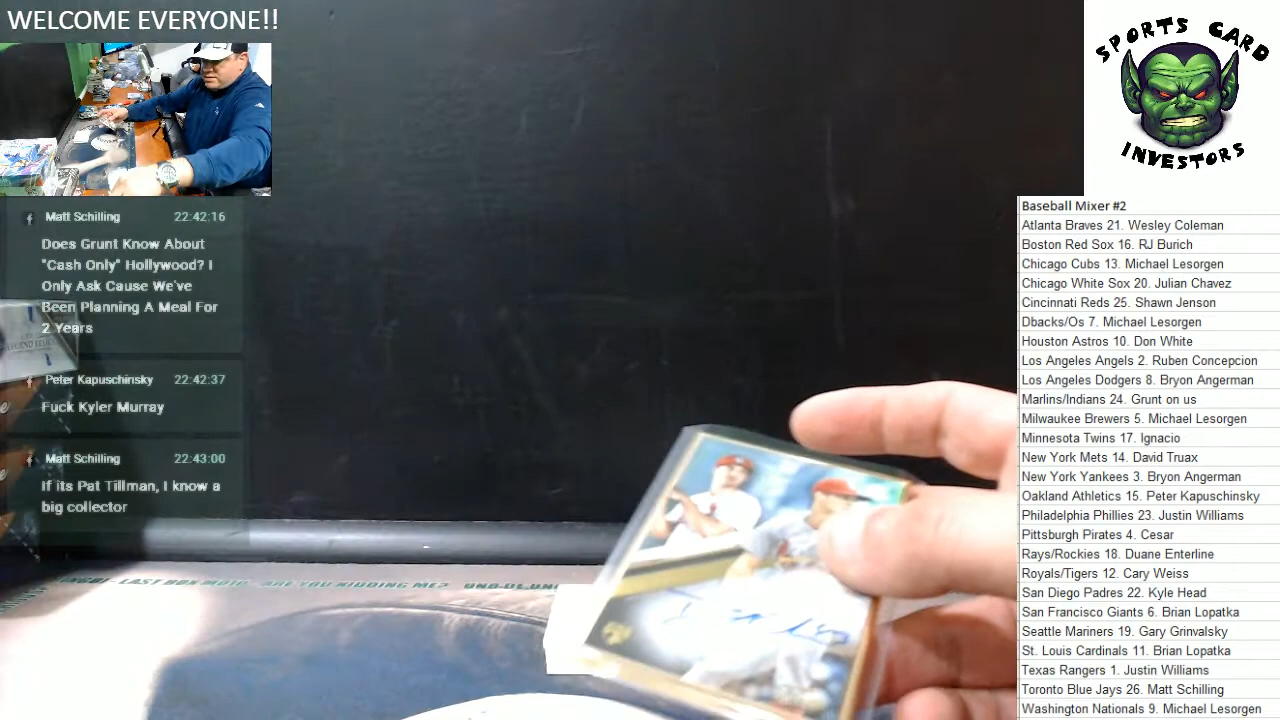 WELCOME EVERYONE!!
SPORTS CARD
INVESTORS
Matt Schilling 22:42:16
Does Grunt Know About
"Cash Only" Hollywood? I
Only Ask Cause We've
Been Planning A Meal For
2 Years
Peter Kapuschinsky 22:42:37
Fuck Kyler Murray
Matt Schilling 22:43:00
If its Pat Tillman, I know a
big collector
LAST BOX MOJO ARE YOU KIDDING ME?
Baseball Mixer #2
Atlanta Braves 21. Wesley Coleman
Boston Red Sox 16. RJ Burich
Chicago Cubs 13. Michael Lesorgen
Chicago White Sox 20. Julian Chavez
Cincinnati Reds 25. Shawn Jenson
Dbacks/Os 7. Michael Lesorgen
Houston Astros 10. Don White
Los Angeles Angels 2. Ruben Concepcion
Los Angeles Dodgers 8. Bryon Angerman
Marlins/Indians 24. Grunt on us
Milwaukee Brewers 5. Michael Lesorgen
Minnesota Twins 17. Ignacio
New York Mets 14. David Truax
New York Yankees 3. Bryon Angerman
Oakland Athletics 15. Peter Kapuschinsky
Philadelphia Phillies 23. Justin Williams
Pittsburgh Pirates 4. Cesar
Rays/Rockies 18. Duane Enterline
Royals/Tigers 12. Cary Weiss
San Diego Padres 22. Kyle Head
San Francisco Giants 6. Brian Lopatka
Seattle Mariners 19. Gary Grinvalsky
St. Louis Cardinals 11. Brian Lopatka
Texas Rangers 1. Justin Williams
Toronto Blue Jays 26. Matt Schilling
Washington Nationals 9. Michael Lesorgen